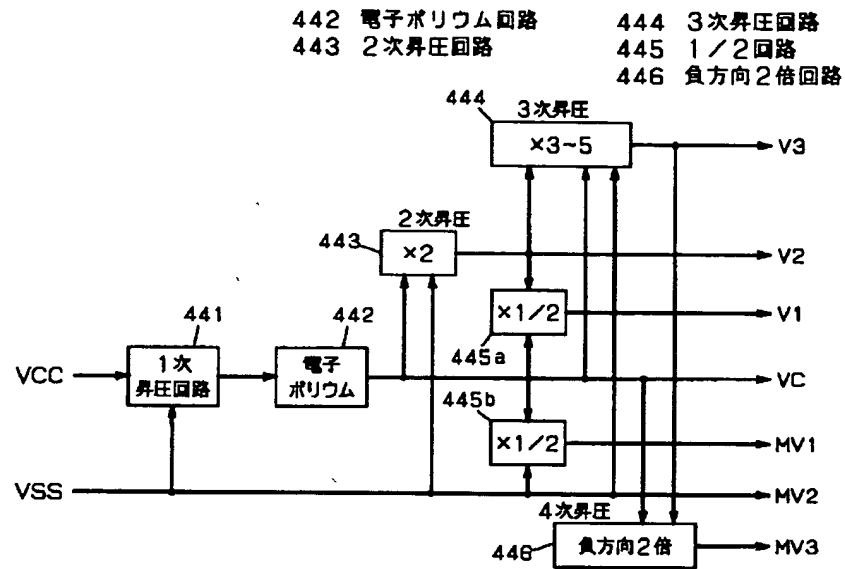 442 電子ポリウム回路
443 2次昇圧回路
444 3次昇圧回路
445 1/2回路
446 負方向2倍回路
444
3次昇圧
×3~5
V3
443
2次昇圧
×2
V2
×1/2
V1
445a
441
1次
昇圧回路
442
電子
ポリウム
VCC
VC
445b
×1/2
MV1
VSS
MV2
4次昇圧
446
負方向2倍
MV3